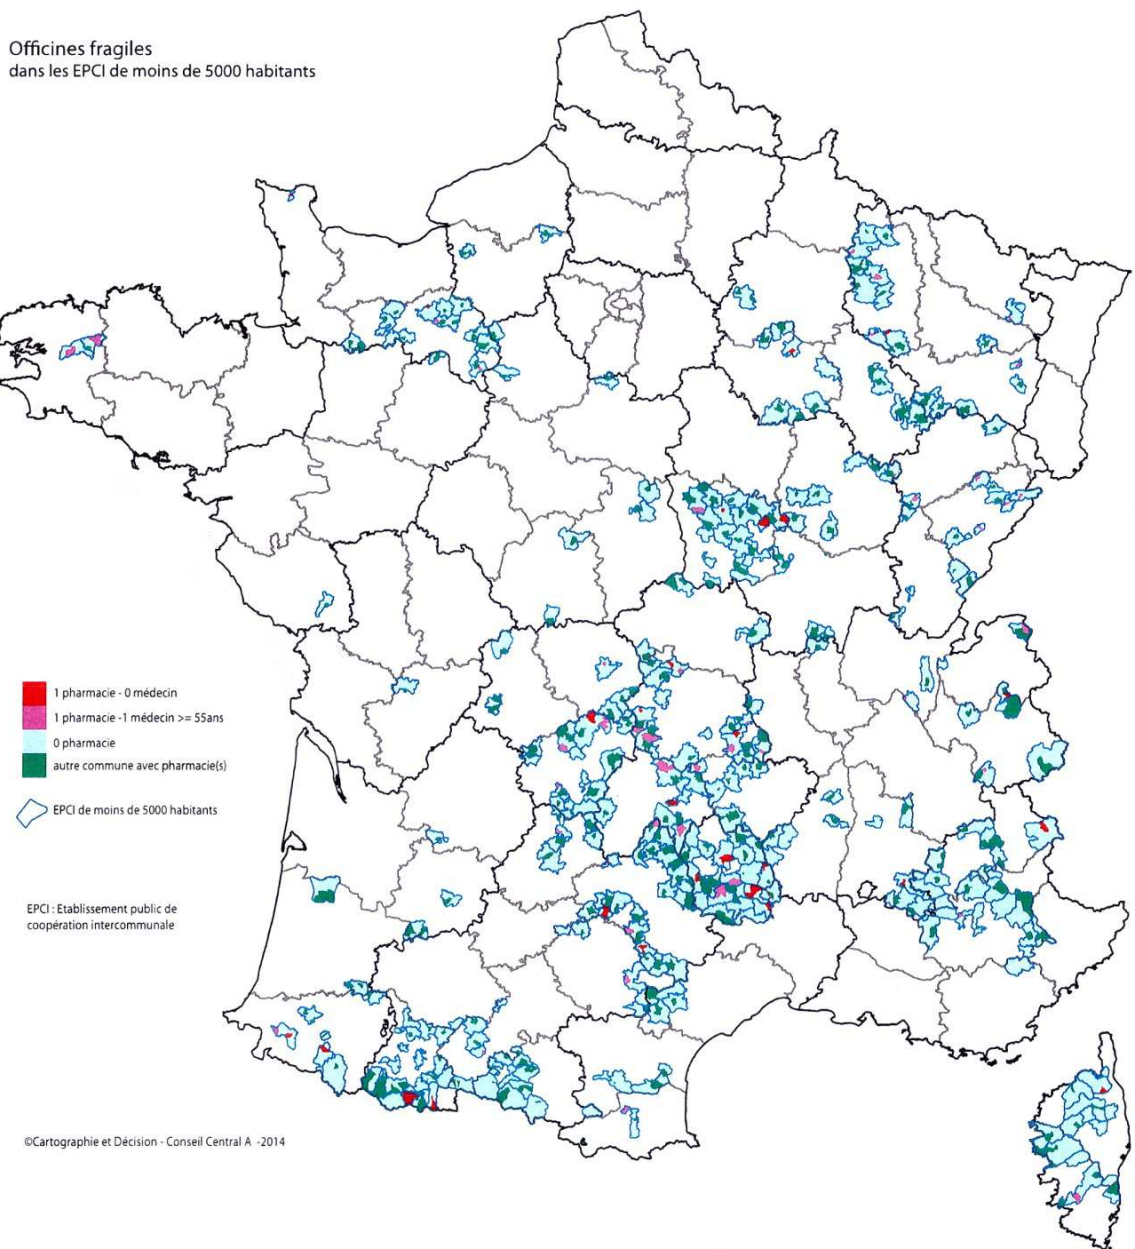 Officines fragiles
dans les EPCI de moins de 5000 habitants
1 pharmacie - 0 médecin
1 pharmacie -1 médecin >= 55ans
0 pharmacie
autre commune avec pharmacie(s)
EPCI de moins de 5000 habitants
EPCI : Etablissement public de
coopération intercommunale
©Cartographie et Décision - Conseil Central A -2014